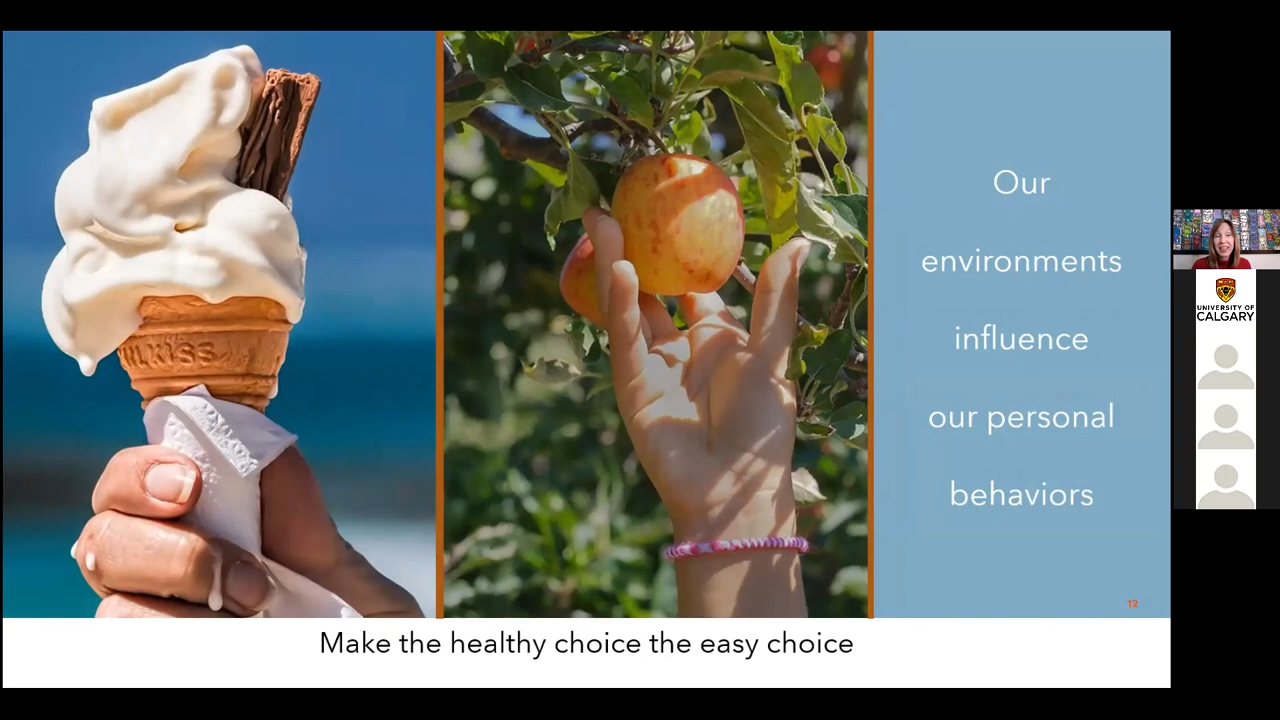 Our
environments
influence
our personal
behaviors
12
Make the healthy choice the easy choice
UNIVERSITY OF
CALGARY